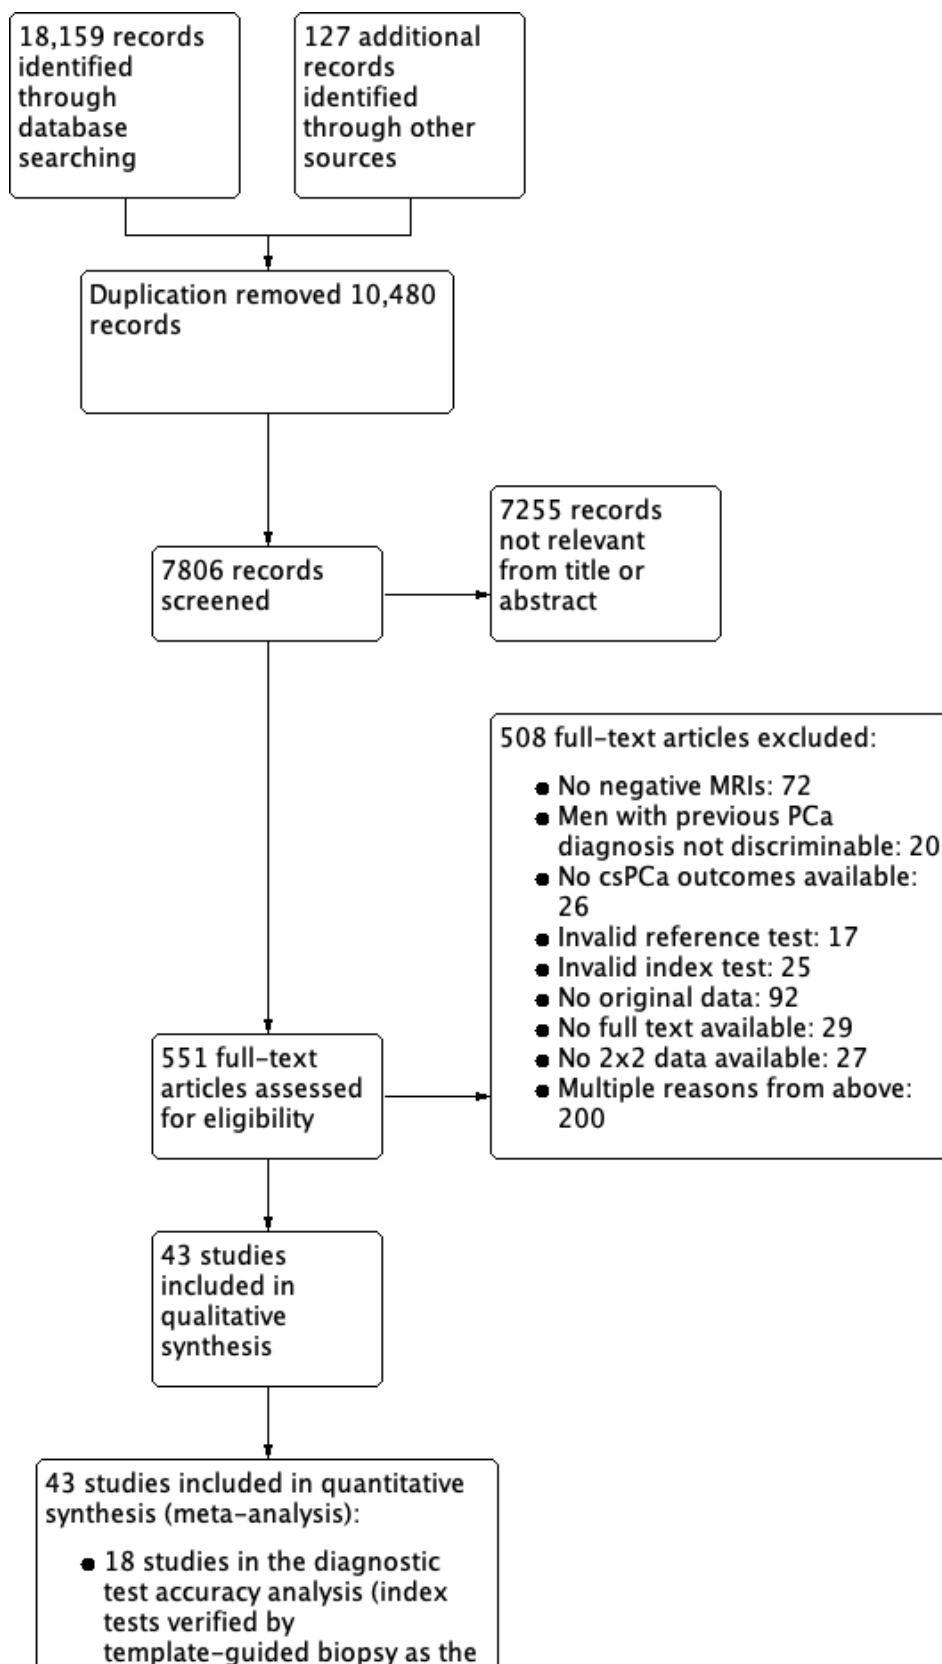 18,159 records
identified
through
database
searching
127 additional
records
identified
through other
sources
Duplication removed 10,480
records
7806 records
screened
7255 records
not relevant
from title or
abstract
508 full-text articles excluded:
● No negative MRIs: 72
● Men with previous PCa
diagnosis not discriminable: 20
● No csPCa outcomes available:
26
● Invalid reference test: 17
● Invalid index test: 25
● No original data: 92
● No full text available: 29
● No 2x2 data available: 27
● Multiple reasons from above:
200
551 full-text
articles assessed
for eligibility
43 studies
included in
qualitative
synthesis
43 studies included in quantitative
synthesis (meta-analysis):
● 18 studies in the diagnostic
test accuracy analysis (index
tests verified by
template-guided biopsy as the